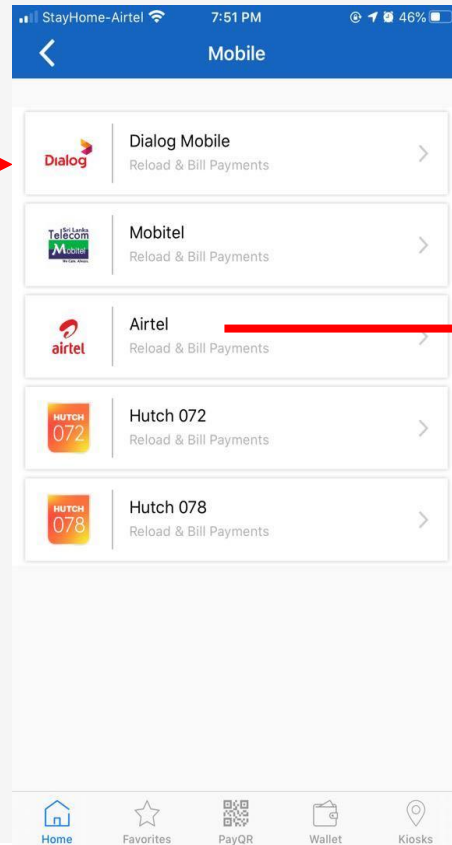 StayHome-Airtel 7:51 PM 46%
Mobile
Dialog
Dialog Mobile
Reload & Bill Payments
Sri Lanka
Telecom
Mobitel
Mobitel
Reload & Bill Payments
airtel
Airtel
Reload & Bill Payments
HUTCH
072
Hutch 072
Reload & Bill Payments
HUTCH
078
Hutch 078
Reload & Bill Payments
Home Favorites PayQR Wallet Kiosks